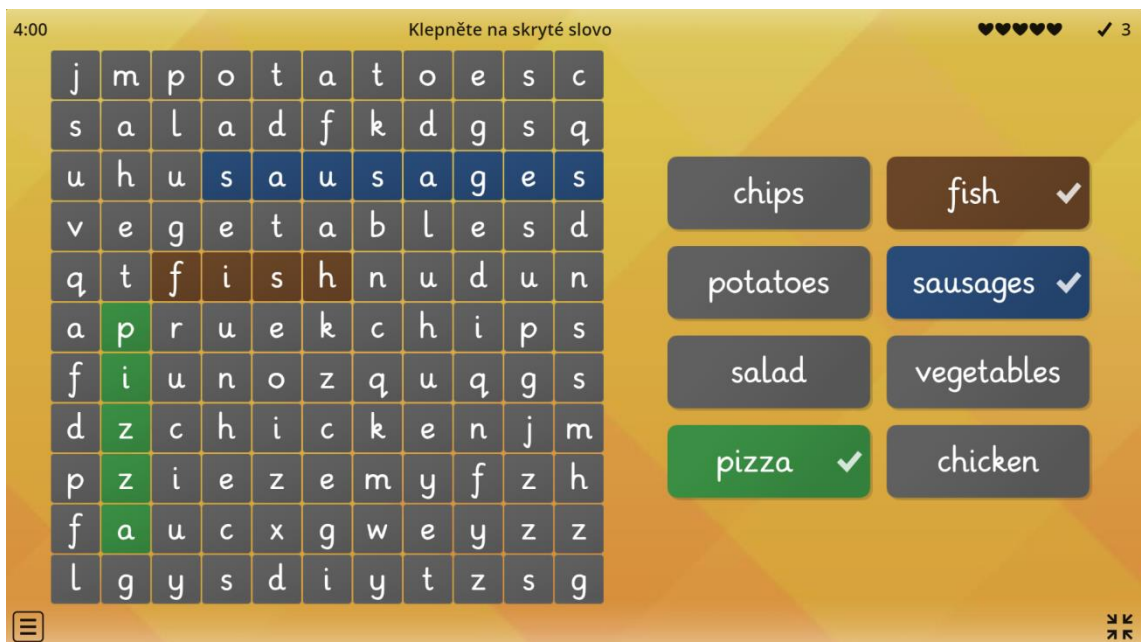 4:00 Klepněte na skryté slovo 3
j m p o t a t o e s c
s a l a d f k d g s q
u h u s a u s a g e s
v e g e t a b l e s d
q t f i s h n u d u n
a p r u e k c h i p s
f i u n o z q u q g s
d z c h i c k e n j m
p z i e z e m y f z h
f a u c x g w e y z z
l g y s d i y t z s g
chips fish
potatoes sausages
salad vegetables
pizza chicken